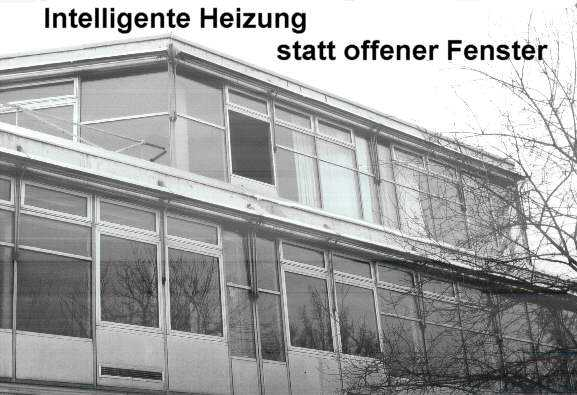 Intelligente Heizung
statt offener Fenster